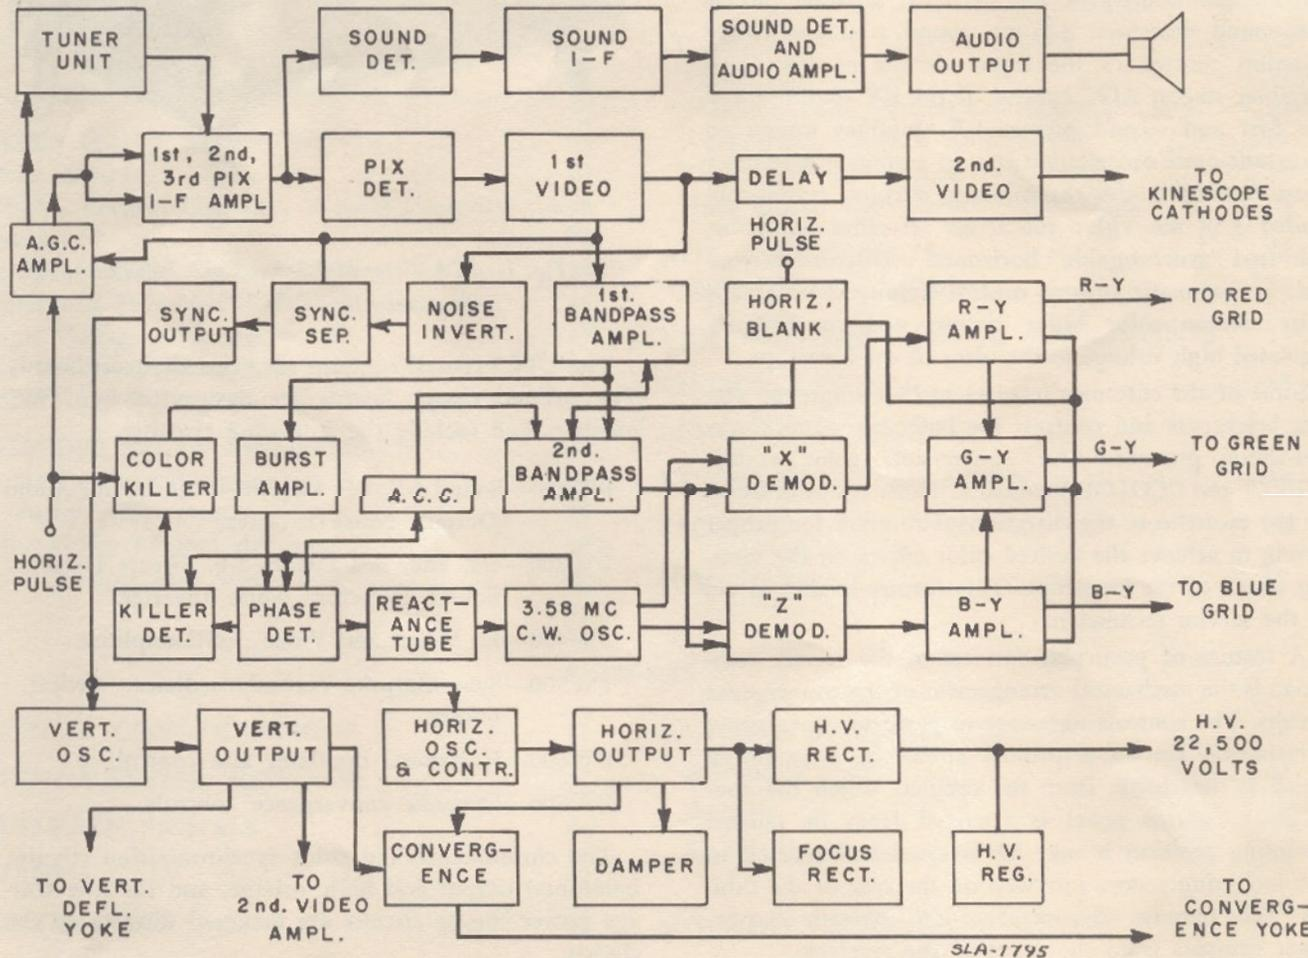 TUNER
UNIT
SOUND
DET.
SOUND
I-F
SOUND DET.
AND
AUDIO AMPL.
AUDIO
OUTPUT
1st, 2nd,
3rd PIX
I-F AMPL
PIX
DET.
1st
VIDEO
DELAY
2nd.
VIDEO
TO
KINESCOPE
CATHODES
A.G.C.
AMPL.
HORIZ.
PULSE
SYNC.
OUTPUT
SYNC.
SEP.
NOISE
INVERT.
1st.
BANDPASS
AMPL.
HORIZ,
BLANK
R-Y
AMPL.
R-Y
TO RED
GRID
COLOR
KILLER
BURST
AMPL.
A.C.C.
2nd.
BANDPASS
AMPL.
"X"
DEMOD.
G-Y
AMPL.
G-Y
TO GREEN
GRID
HORIZ.
PULSE
KILLER
DET.
PHASE
DET.
REACT-
ANCE
TUBE
3.58 MC
C.W. OSC.
"Z"
DEMOD.
B-Y
AMPL.
B-Y
TO BLUE
GRID
VERT.
OSC.
VERT.
OUTPUT
HORIZ.
OSC.
& CONTR.
HORIZ.
OUTPUT
H.V.
RECT.
H.V.
22,500
VOLTS
CONVERG-
ENCE
DAMPER
FOCUS
RECT.
H.V.
REG.
TO VERT.
DEFL.
YOKE
TO
2nd. VIDEO
AMPL.
TO
CONVERG-
ENCE YOKE
SLA-1795